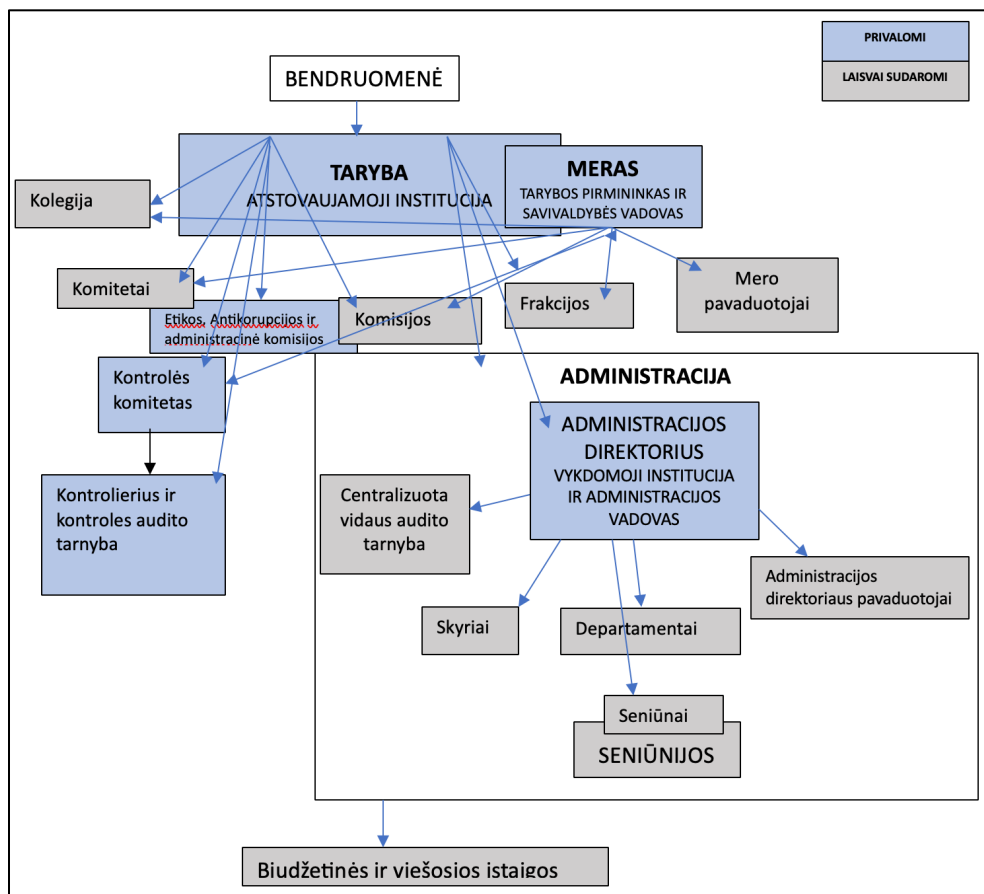 PRIVALOMI
LAISVAI SUDAROMI
BENDRUOMENĖ
TARYBA
ATSTOVAUJAMOJI INSTITUCIJA
MERAS
TARYBOS PIRMININKAS IR
SAVIVALDYBĖS VADOVAS
Kolegija
Komitetai
Etikos, Antikorupcijos ir
administracinė komisijos
Komisijos
Frakcijos
Mero
pavaduotojai
Kontrolės
komitetas
Kontrolierius ir
kontroles audito
tarnyba
ADMINISTRACIJA
ADMINISTRACIJOS
DIREKTORIUS
VYKDOMOJI INSTITUCIJA
IR ADMINISTRACIJOS
VADOVAS
Centralizuota
vidaus audito
tarnyba
Administracijos
direktoriaus pavaduotojai
Skyriai
Departamentai
Seniūnai
SENIŪNIJOS
Biudžetinės ir viešosios įstaigos